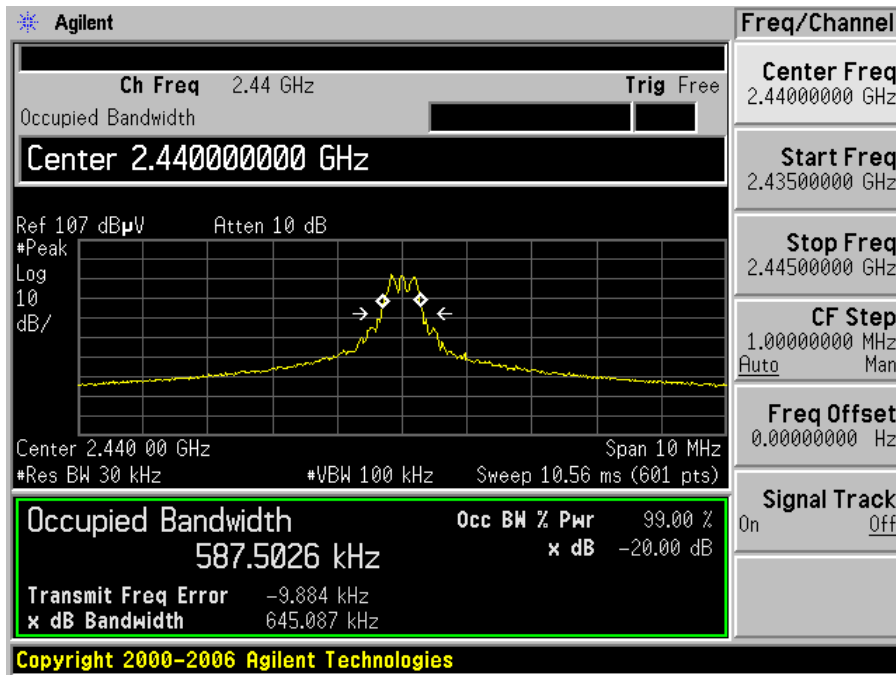 Agilent
Freq/Channel
Ch Freq 2.44 GHz Trig Free
Occupied Bandwidth
Center 2.440000000 GHz
Ref 107 dBµV Atten 10 dB
#Peak
Log
10
dB/
Center 2.440 00 GHz Span 10 MHz
#Res BW 30 kHz #VBW 100 kHz Sweep 10.56 ms (601 pts)
Occupied Bandwidth
587.5026 kHz
Occ BW % Pwr 99.00 %
x dB -20.00 dB
Transmit Freq Error -9.884 kHz
x dB Bandwidth 645.087 kHz
Center Freq
2.44000000 GHz
Start Freq
2.43500000 GHz
Stop Freq
2.44500000 GHz
CF Step
1.00000000 MHz
Auto Man
Freq Offset
0.00000000 Hz
Signal Track
On Off
Copyright 2000-2006 Agilent Technologies